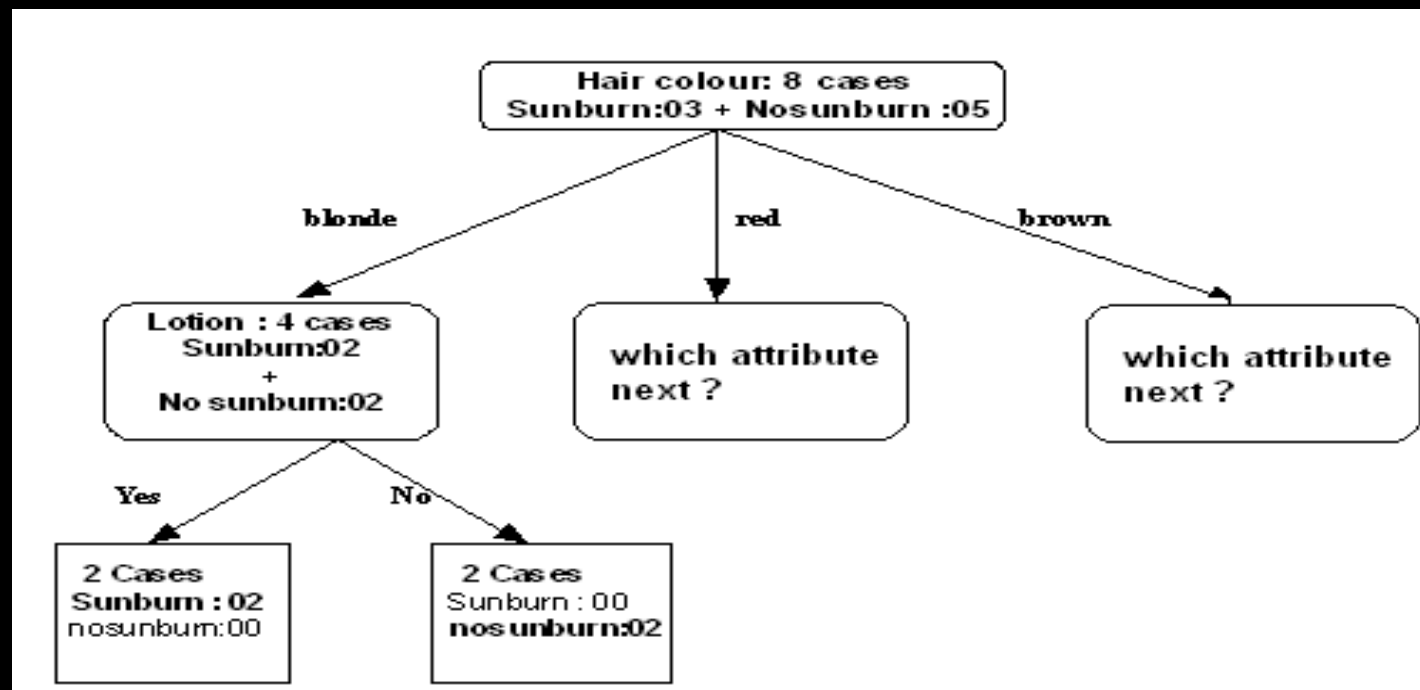 Hair colour: 8 cases
Sunburn:03 + Nosunburn :05
blonde
red
brown
Lotion : 4 cases
Sunburn:02
+
No sunburn:02
which attribute
next ?
which attribute
next ?
Yes
No
2 Cases
Sunburn : 02
nosunburn:00
2 Cases
Sunburn : 00
nosunburn:02